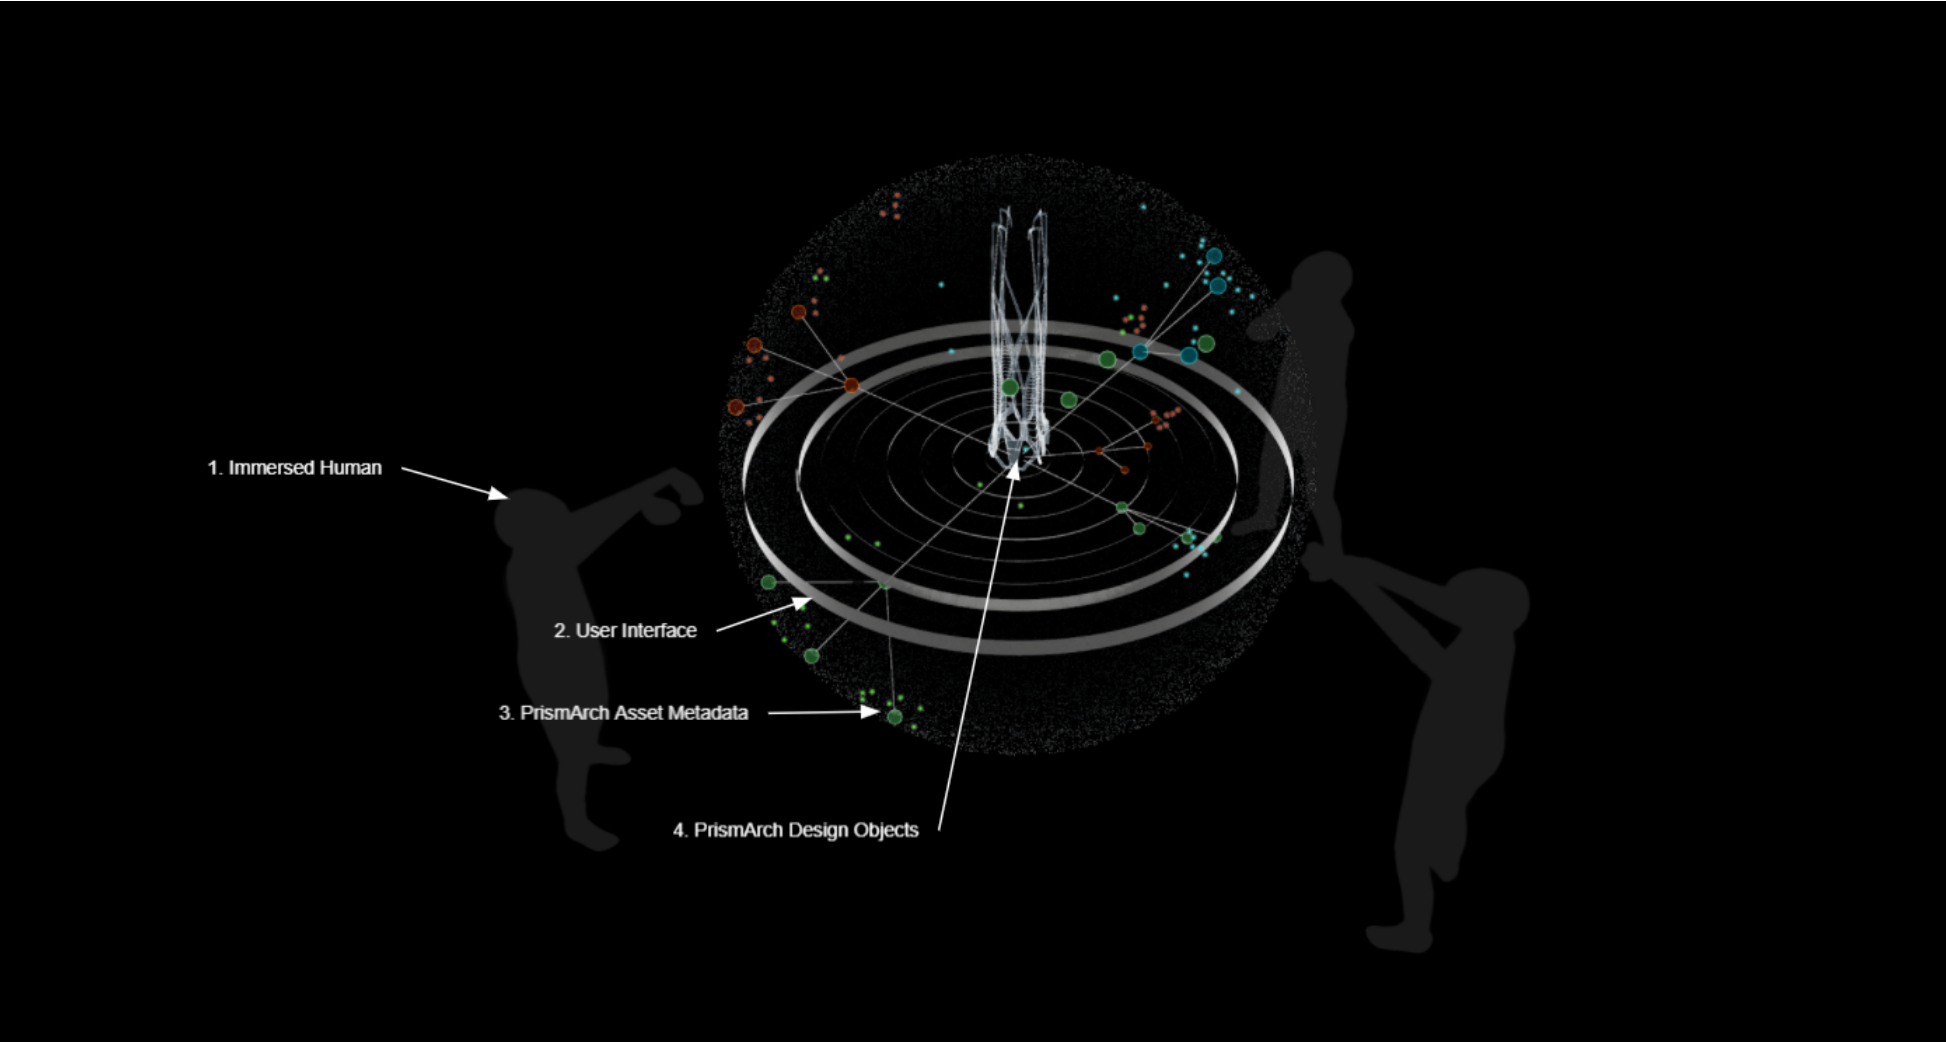 1. Immersed Human
2. User Interface
3. PrismArch Asset Metadata
4. PrismArch Design Objects